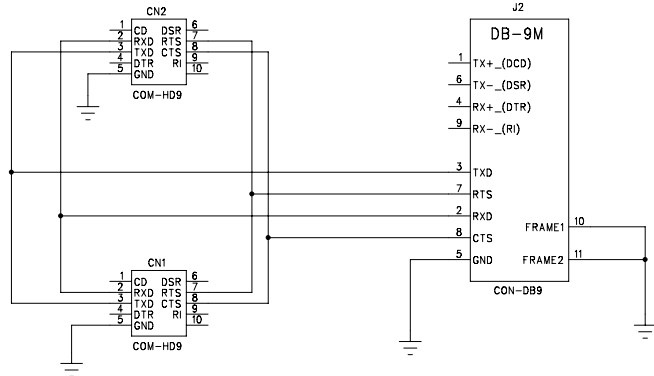 CN2
1 CD DSR 6
2 RXD RTS 7
3 TXD CTS 8
4 DTR RI 9
5 GND 10
COM-HD9
J2
DB-9M
1 TX+_(DCD)
6 TX-_(DSR)
4 RX+_(DTR)
9 RX-_(RI)
3 TXD
7 RTS
2 RXD
8 CTS
FRAME1 10
5 GND FRAME2 11
CON-DB9
CN1
1 CD DSR 6
2 RXD RTS 7
3 TXD CTS 8
4 DTR RI 9
5 GND 10
COM-HD9